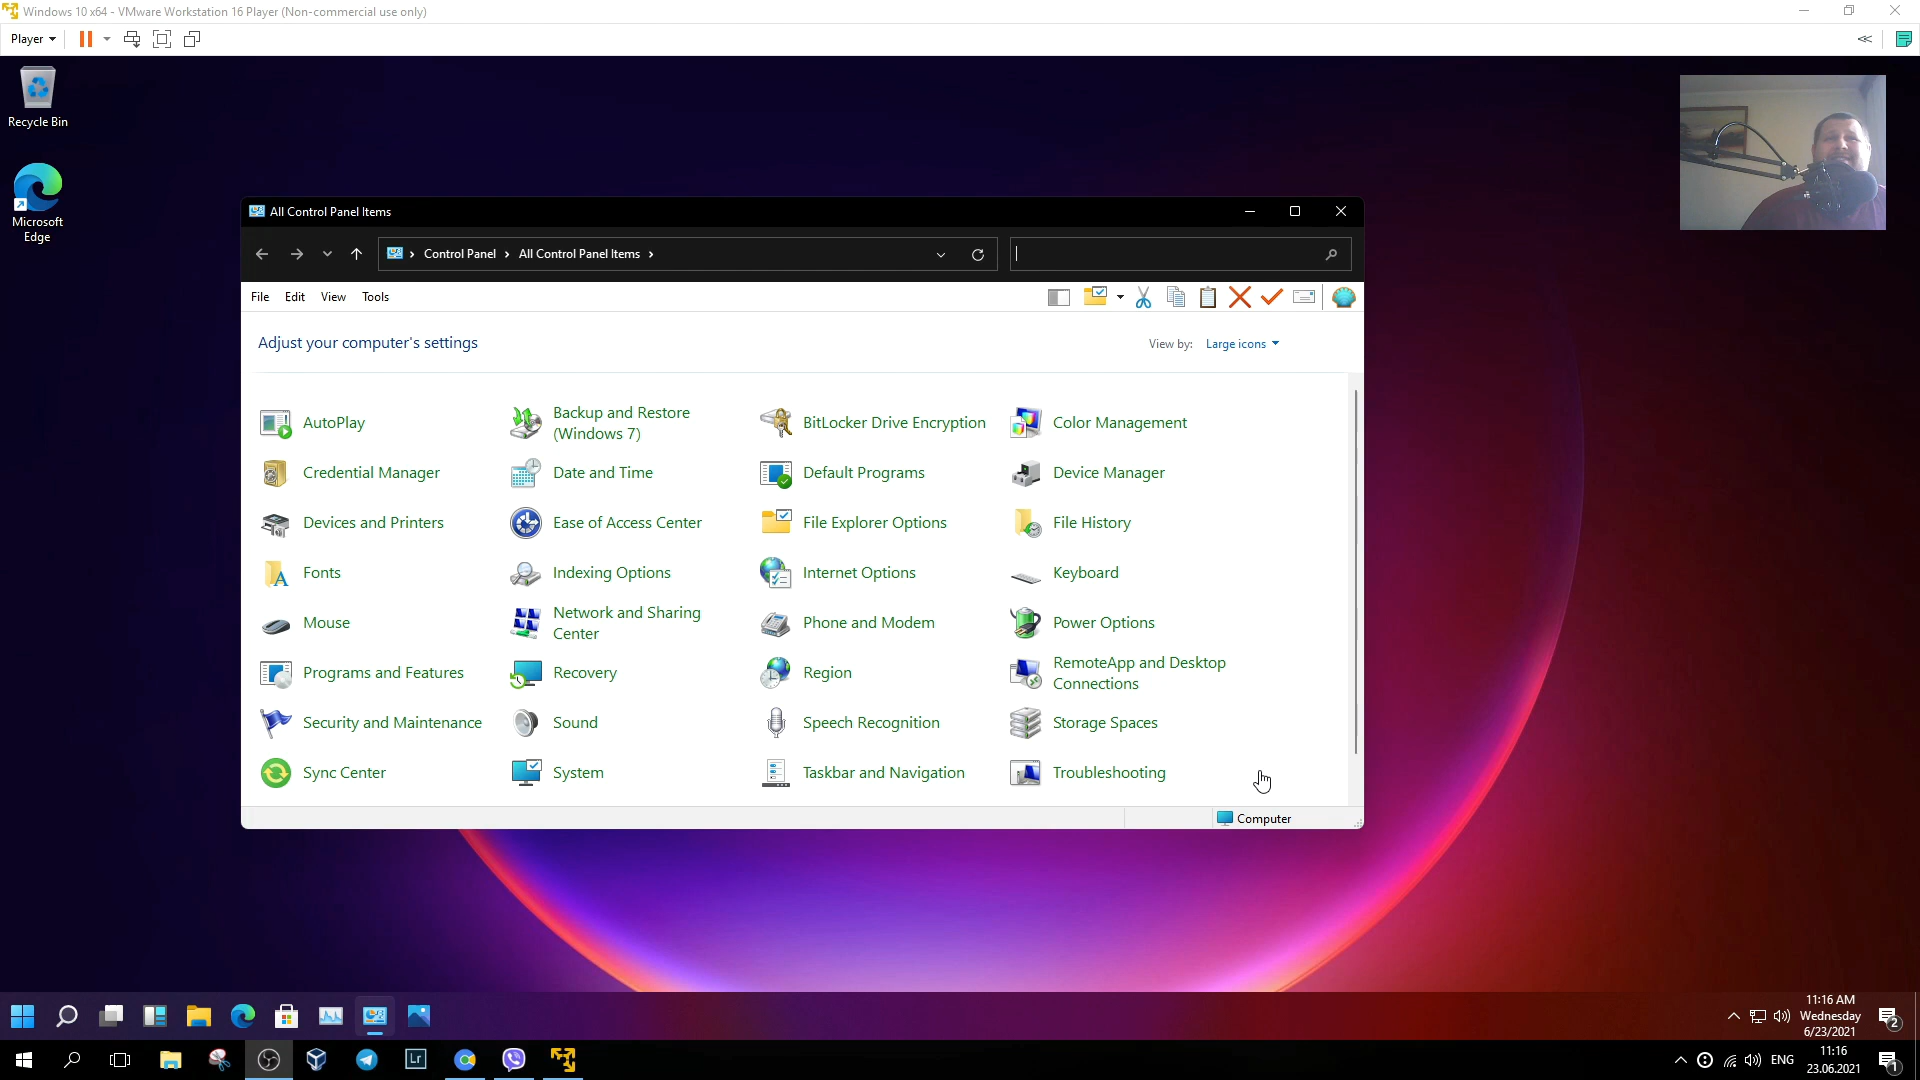 Windows 10 x64 - VMware Workstation 16 Player (Non-commercial use only)
Player
Recycle Bin
Microsoft
Edge
All Control Panel Items
Control Panel
All Control Panel Items
File
Edit
View
Tools
Adjust your computer's settings
View by:
Large icons
AutoPlay
Backup and Restore
(Windows 7)
BitLocker Drive Encryption
Color Management
Credential Manager
Date and Time
Default Programs
Device Manager
Devices and Printers
Ease of Access Center
File Explorer Options
File History
Fonts
Indexing Options
Internet Options
Keyboard
Mouse
Network and Sharing
Center
Phone and Modem
Power Options
Programs and Features
Recovery
Region
RemoteApp and Desktop
Connections
Security and Maintenance
Sound
Speech Recognition
Storage Spaces
Sync Center
System
Taskbar and Navigation
Troubleshooting
Computer
11:16 AM
Wednesday
6/23/2021
2
Lr
ENG
11:16
23.06.2021
1